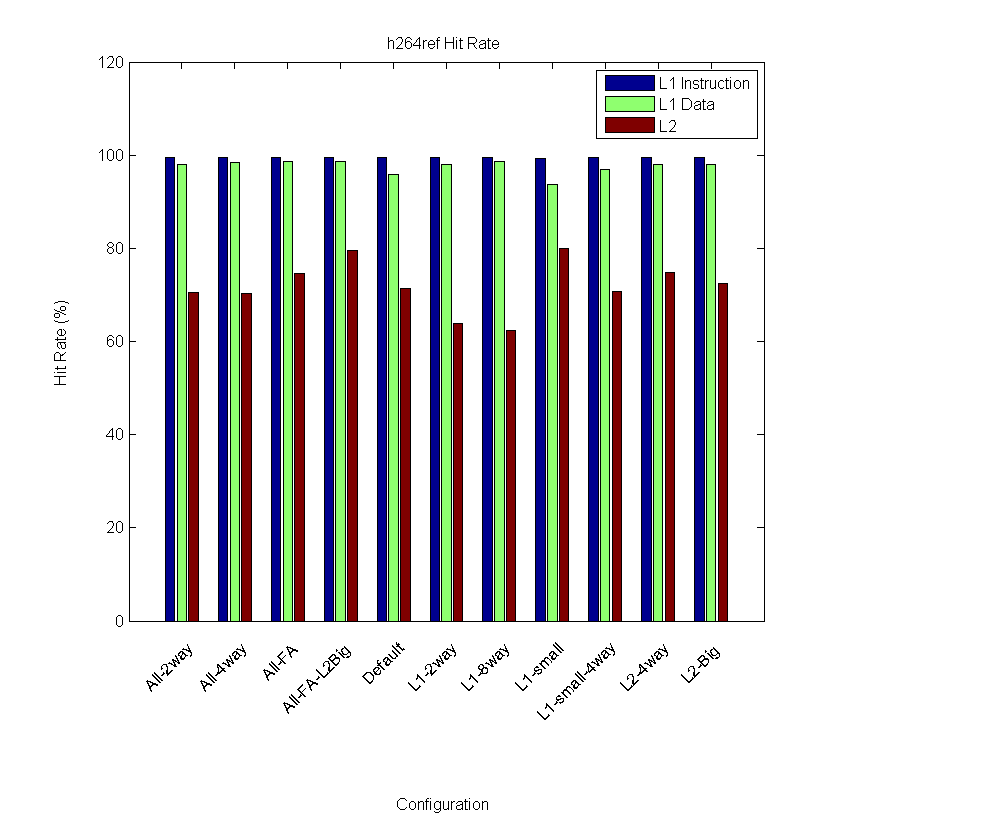 h264ref Hit Rate
120
100
80
60
40
20
0
Hit Rate (%)
L1 Instruction
L1 Data
L2
All-2way
All-4way
All-FA
All-FA-L2Big
Default
L1-2way
L1-8way
L1-small
L1-small-4way
L2-4way
L2-Big
Configuration